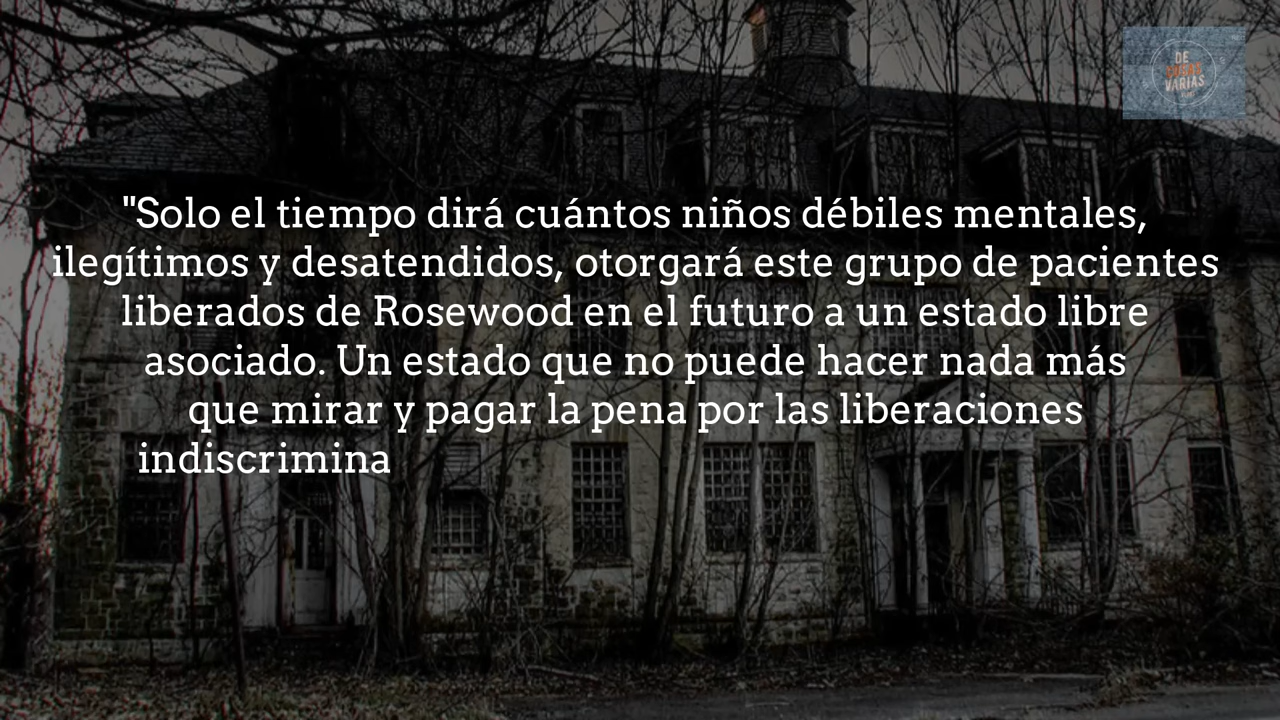 DE
VARIAS
"Solo el tiempo dirá cuántos niños débiles mentales,
ilegítimos y desatendidos, otorgará este grupo de pacientes
liberados de Rosewood en el futuro a un estado libre
asociado. Un estado que no puede hacer nada más
que mirar y pagar la pena por las liberaciones
indiscrimina